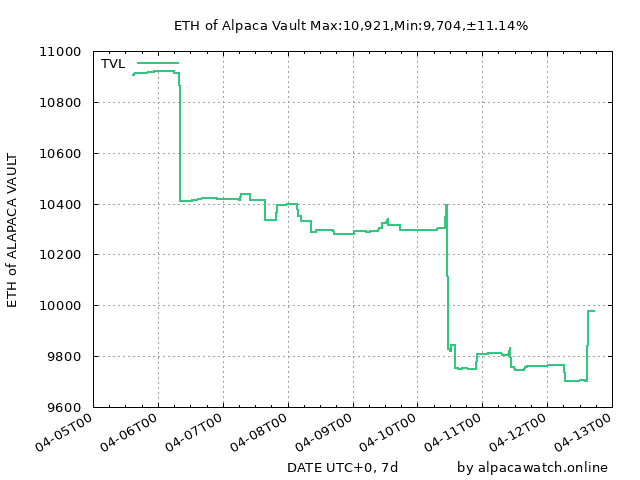 ETH of Alpaca Vault Max:10,921,Min:9,704,±11.14%
11000
TVL
10800
10600
10400
10200
10000
9800
9600
ETH of ALAPACA VAULT
04-05T00
04-06T00
04-07T00
04-08T00
04-09T00
04-10T00
04-11T00
04-12T00
04-13T00
DATE UTC+0, 7d
by alpacawatch.online